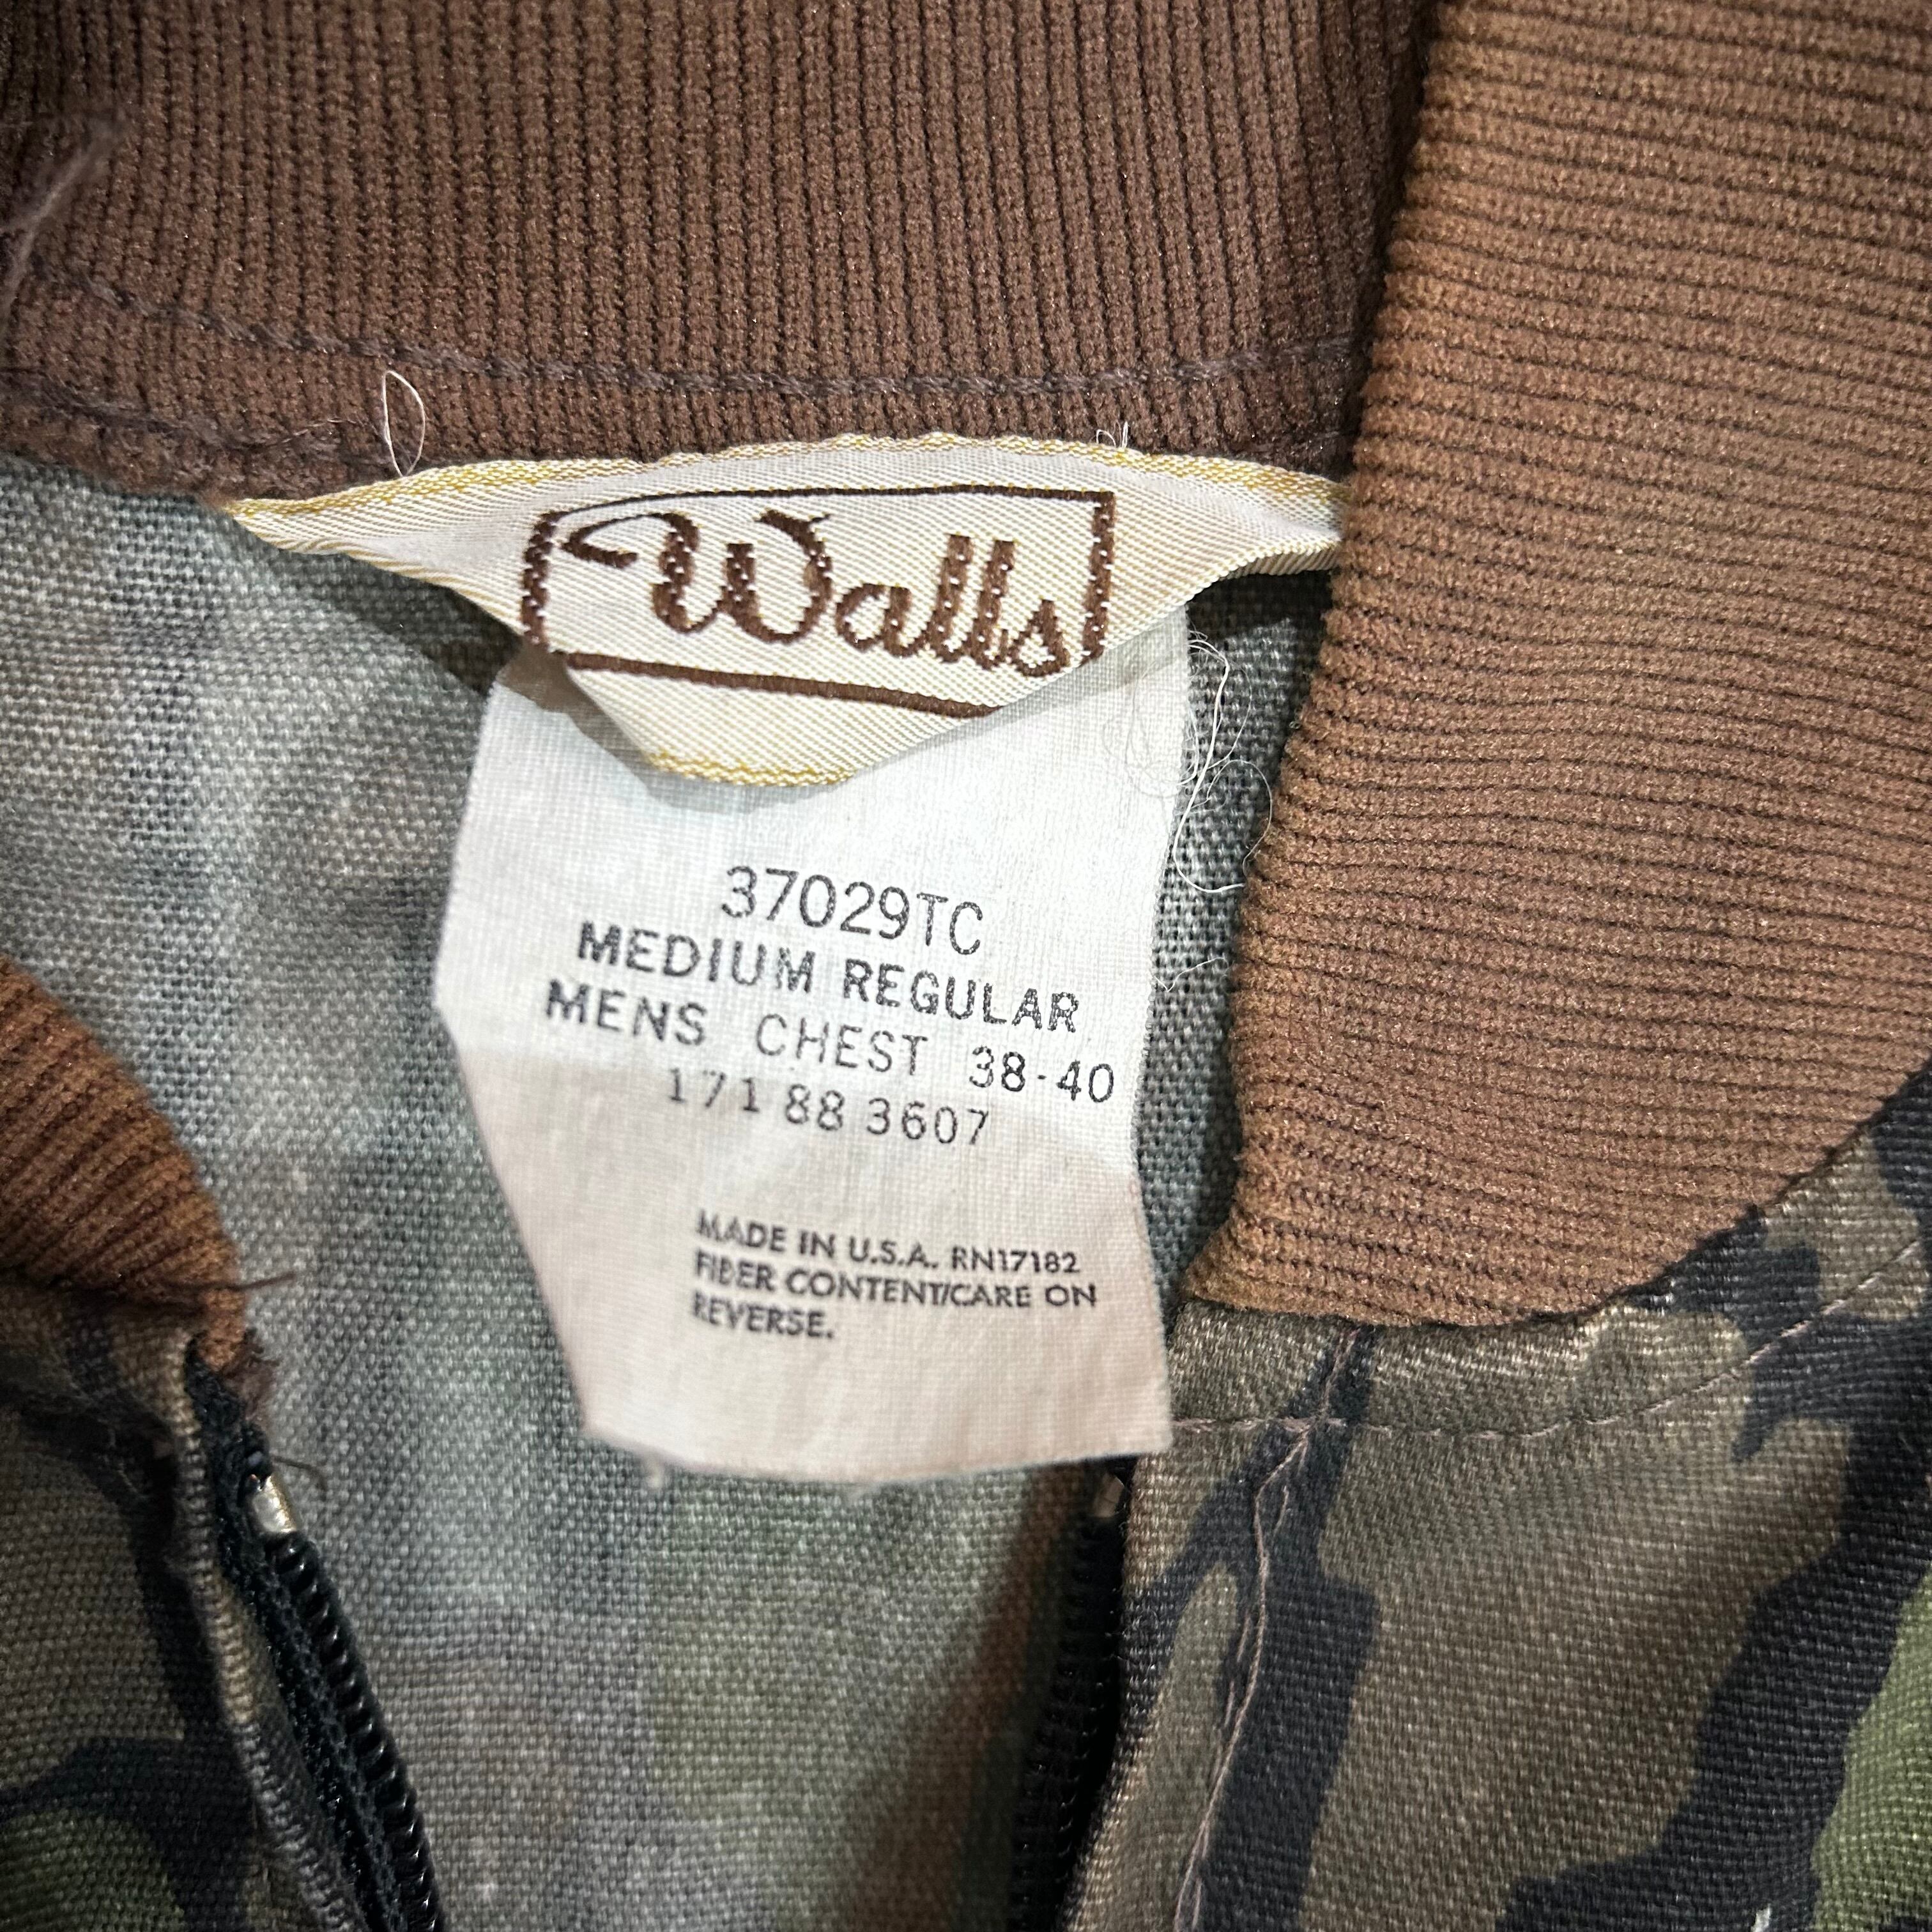 Walls
37029TC
MEDIUM REGULAR
MENS CHEST 38-40
171 88 3607
MADE IN U.S.A. RN17182
FIBER CONTENT/CARE ON
REVERSE.